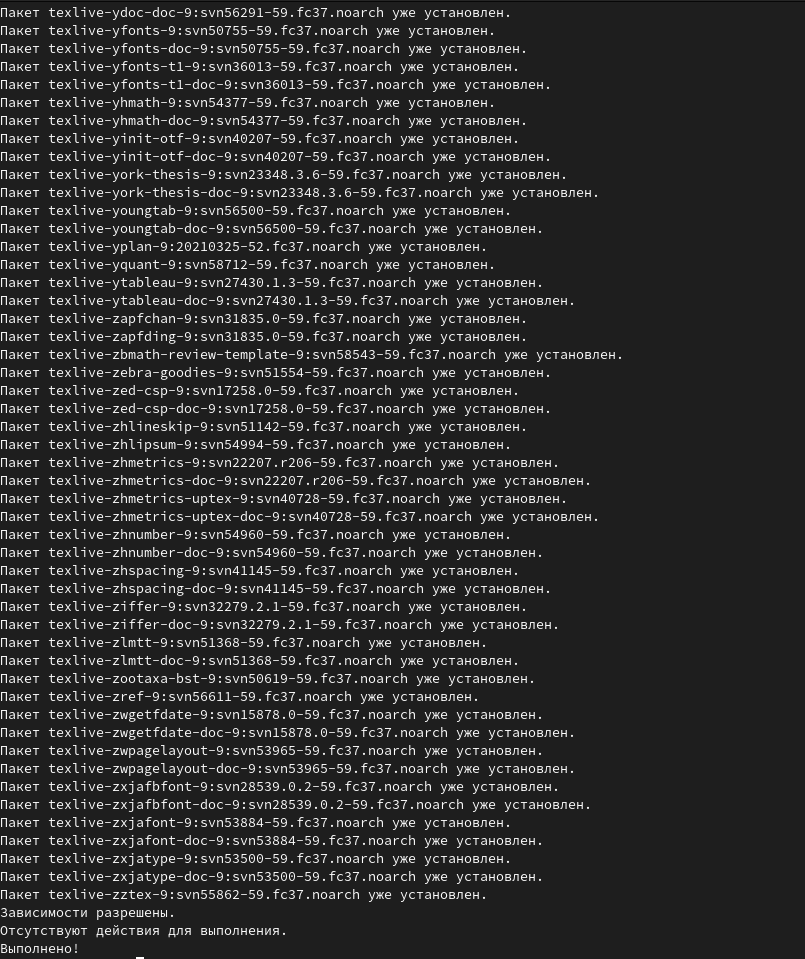 Пакет texlive-ydoc-doc-9:svn56291-59.fc37.noarch уже установлен.
Пакет texlive-yfonts-9:svn50755-59.fc37.noarch уже установлен.
Пакет texlive-yfonts-doc-9:svn50755-59.fc37.noarch уже установлен.
Пакет texlive-yfonts-t1-9:svn36013-59.fc37.noarch уже установлен.
Пакет texlive-yfonts-t1-doc-9:svn36013-59.fc37.noarch уже установлен.
Пакет texlive-yhmath-9:svn54377-59.fc37.noarch уже установлен.
Пакет texlive-yhmath-doc-9:svn54377-59.fc37.noarch уже установлен.
Пакет texlive-yinit-otf-9:svn40207-59.fc37.noarch уже установлен.
Пакет texlive-yinit-otf-doc-9:svn40207-59.fc37.noarch уже установлен.
Пакет texlive-york-thesis-9:svn23348.3.6-59.fc37.noarch уже установлен.
Пакет texlive-york-thesis-doc-9:svn23348.3.6-59.fc37.noarch уже установлен.
Пакет texlive-youngtab-9:svn56500-59.fc37.noarch уже установлен.
Пакет texlive-youngtab-doc-9:svn56500-59.fc37.noarch уже установлен.
Пакет texlive-yplan-9:20210325-52.fc37.noarch уже установлен.
Пакет texlive-yquant-9:svn58712-59.fc37.noarch уже установлен.
Пакет texlive-ytableau-9:svn27430.1.3-59.fc37.noarch уже установлен.
Пакет texlive-ytableau-doc-9:svn27430.1.3-59.fc37.noarch уже установлен.
Пакет texlive-zapfchan-9:svn31835.0-59.fc37.noarch уже установлен.
Пакет texlive-zapfding-9:svn31835.0-59.fc37.noarch уже установлен.
Пакет texlive-zbmath-review-template-9:svn58543-59.fc37.noarch уже установлен.
Пакет texlive-zebra-goodies-9:svn51554-59.fc37.noarch уже установлен.
Пакет texlive-zed-csp-9:svn17258.0-59.fc37.noarch уже установлен.
Пакет texlive-zed-csp-doc-9:svn17258.0-59.fc37.noarch уже установлен.
Пакет texlive-zhlineskip-9:svn51142-59.fc37.noarch уже установлен.
Пакет texlive-zhlipsum-9:svn54994-59.fc37.noarch уже установлен.
Пакет texlive-zhmetrics-9:svn22207.r206-59.fc37.noarch уже установлен.
Пакет texlive-zhmetrics-doc-9:svn22207.r206-59.fc37.noarch уже установлен.
Пакет texlive-zhmetrics-uptex-9:svn40728-59.fc37.noarch уже установлен.
Пакет texlive-zhmetrics-uptex-doc-9:svn40728-59.fc37.noarch уже установлен.
Пакет texlive-zhnumber-9:svn54960-59.fc37.noarch уже установлен.
Пакет texlive-zhnumber-doc-9:svn54960-59.fc37.noarch уже установлен.
Пакет texlive-zhspacing-9:svn41145-59.fc37.noarch уже установлен.
Пакет texlive-zhspacing-doc-9:svn41145-59.fc37.noarch уже установлен.
Пакет texlive-ziffer-9:svn32279.2.1-59.fc37.noarch уже установлен.
Пакет texlive-ziffer-doc-9:svn32279.2.1-59.fc37.noarch уже установлен.
Пакет texlive-zlmtt-9:svn51368-59.fc37.noarch уже установлен.
Пакет texlive-zlmtt-doc-9:svn51368-59.fc37.noarch уже установлен.
Пакет texlive-zootaxa-bst-9:svn50619-59.fc37.noarch уже установлен.
Пакет texlive-zref-9:svn56611-59.fc37.noarch уже установлен.
Пакет texlive-zwgetfdate-9:svn15878.0-59.fc37.noarch уже установлен.
Пакет texlive-zwgetfdate-doc-9:svn15878.0-59.fc37.noarch уже установлен.
Пакет texlive-zwpagelayout-9:svn53965-59.fc37.noarch уже установлен.
Пакет texlive-zwpagelayout-doc-9:svn53965-59.fc37.noarch уже установлен.
Пакет texlive-zxjafbfont-9:svn28539.0.2-59.fc37.noarch уже установлен.
Пакет texlive-zxjafbfont-doc-9:svn28539.0.2-59.fc37.noarch уже установлен.
Пакет texlive-zxjafont-9:svn53884-59.fc37.noarch уже установлен.
Пакет texlive-zxjafont-doc-9:svn53884-59.fc37.noarch уже установлен.
Пакет texlive-zxjatype-9:svn53500-59.fc37.noarch уже установлен.
Пакет texlive-zxjatype-doc-9:svn53500-59.fc37.noarch уже установлен.
Пакет texlive-zztex-9:svn55862-59.fc37.noarch уже установлен.
Зависимости разрешены.
Отсутствуют действия для выполнения.
Выполнено!